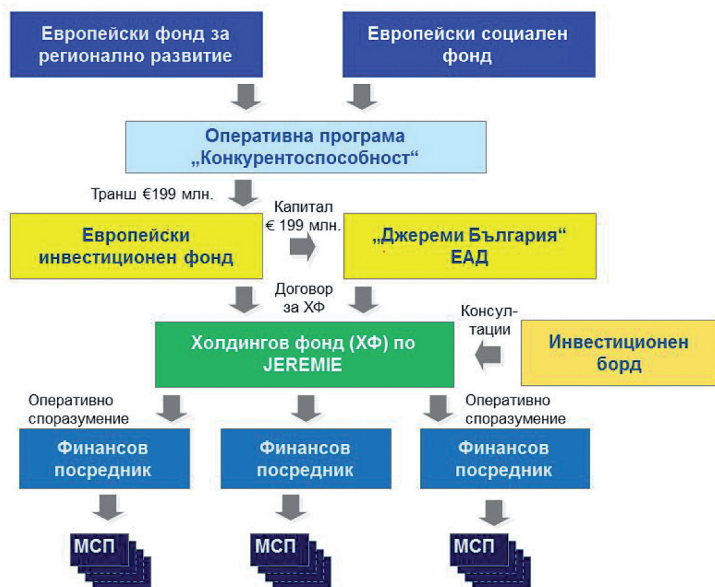 Европейски фонд за
регионално развитие
Европейски социален
фонд
Оперативна програма
„Конкурентоспособност“
Транш €199 млн.
Капитал
€ 199 млн.
Европейски
инвестиционен фонд
„Джереми България“
ЕАД
Договор
за ХФ
Консул-
тации
Холдингов фонд (ХФ) по
JEREMIE
Инвестиционен
борд
Оперативно
споразумение
Оперативно
споразумение
Финансов
посредник
Финансов
посредник
Финансов
посредник
МСП
МСП
МСП